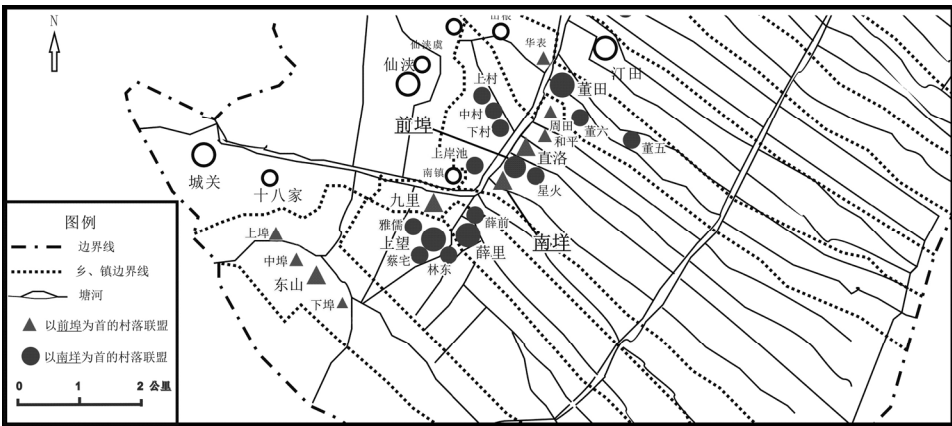 N
山根
仙浃虞
仙浃
华表
汀田
上村
董田
中村
前埠
下村
周田
董六
和平
董五
上岸池
直洛
南镇
星火
城关
十八家
九里
薛前
雅儒
上望
南垟
薛里
蔡宅
林东
上埠
中埠
东山
下埠
图例
边界线
乡、镇边界线
塘河
以前埠为首的村落联盟
以南垟为首的村落联盟
0 1 2 公里